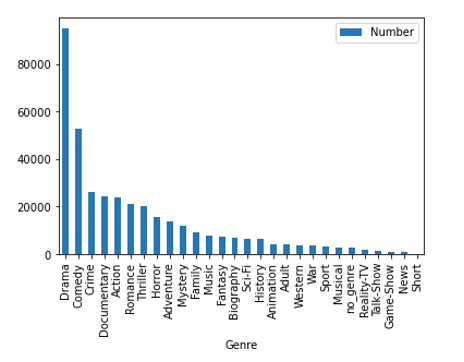 Number
80000
60000
40000
20000
0
Drama
Comedy
Crime
Documentary
Action
Romance
Thriller
Horror
Adventure
Mystery
Family
Music
Fantasy
Biography
Sci-Fi
History
Animation
Adult
Western
War
Sport
Musical
no_genre
Reality-TV
Talk-Show
Game-Show
News
Short
Genre